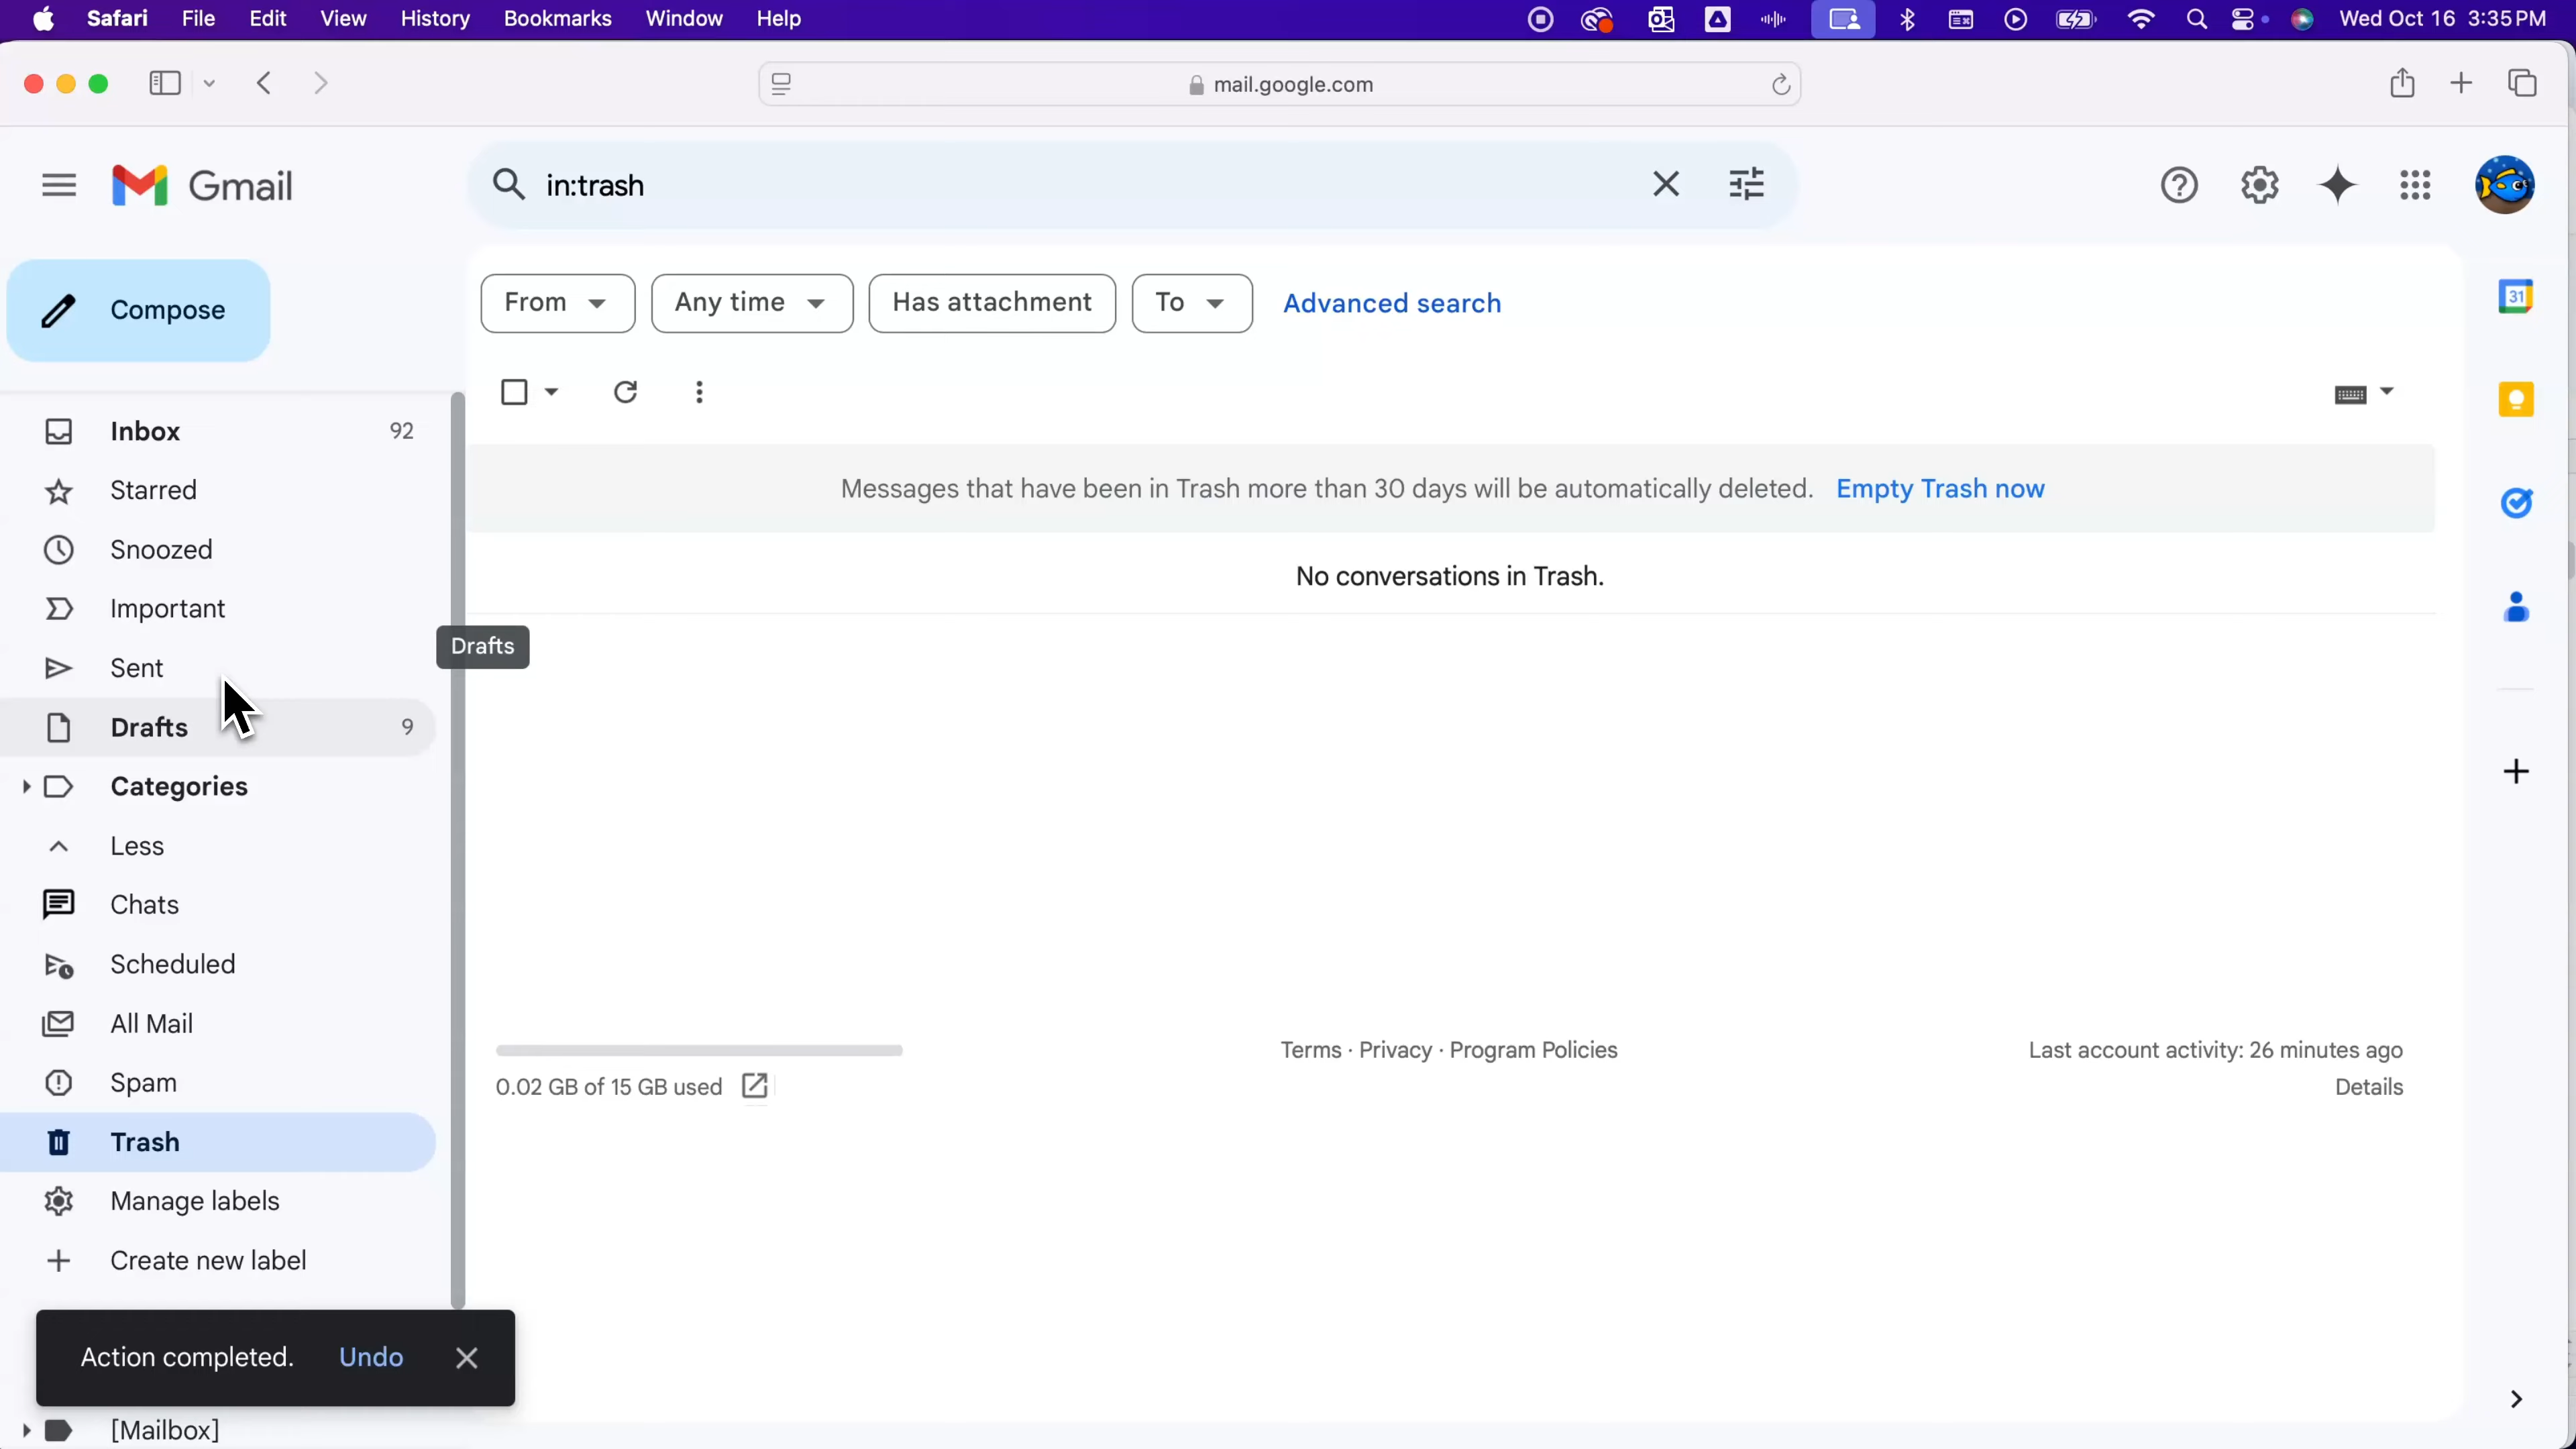 Safari File Edit View History Bookmarks Window Help Wed Oct 16 3:35 PM
mail.google.com
Gmail
in:trash
Compose
From Any time Has attachment To Advanced search
31
Inbox 92
Starred
Messages that have been in Trash more than 30 days will be automatically deleted. Empty Trash now
Snoozed
No conversations in Trash.
Important
Drafts
Sent
Drafts 9
Categories
Less
Chats
Scheduled
All Mail
Terms · Privacy · Program Policies
Last account activity: 26 minutes ago
0.02 GB of 15 GB used
Details
Spam
Trash
Manage labels
Create new label
Action completed. Undo
[Mailbox]